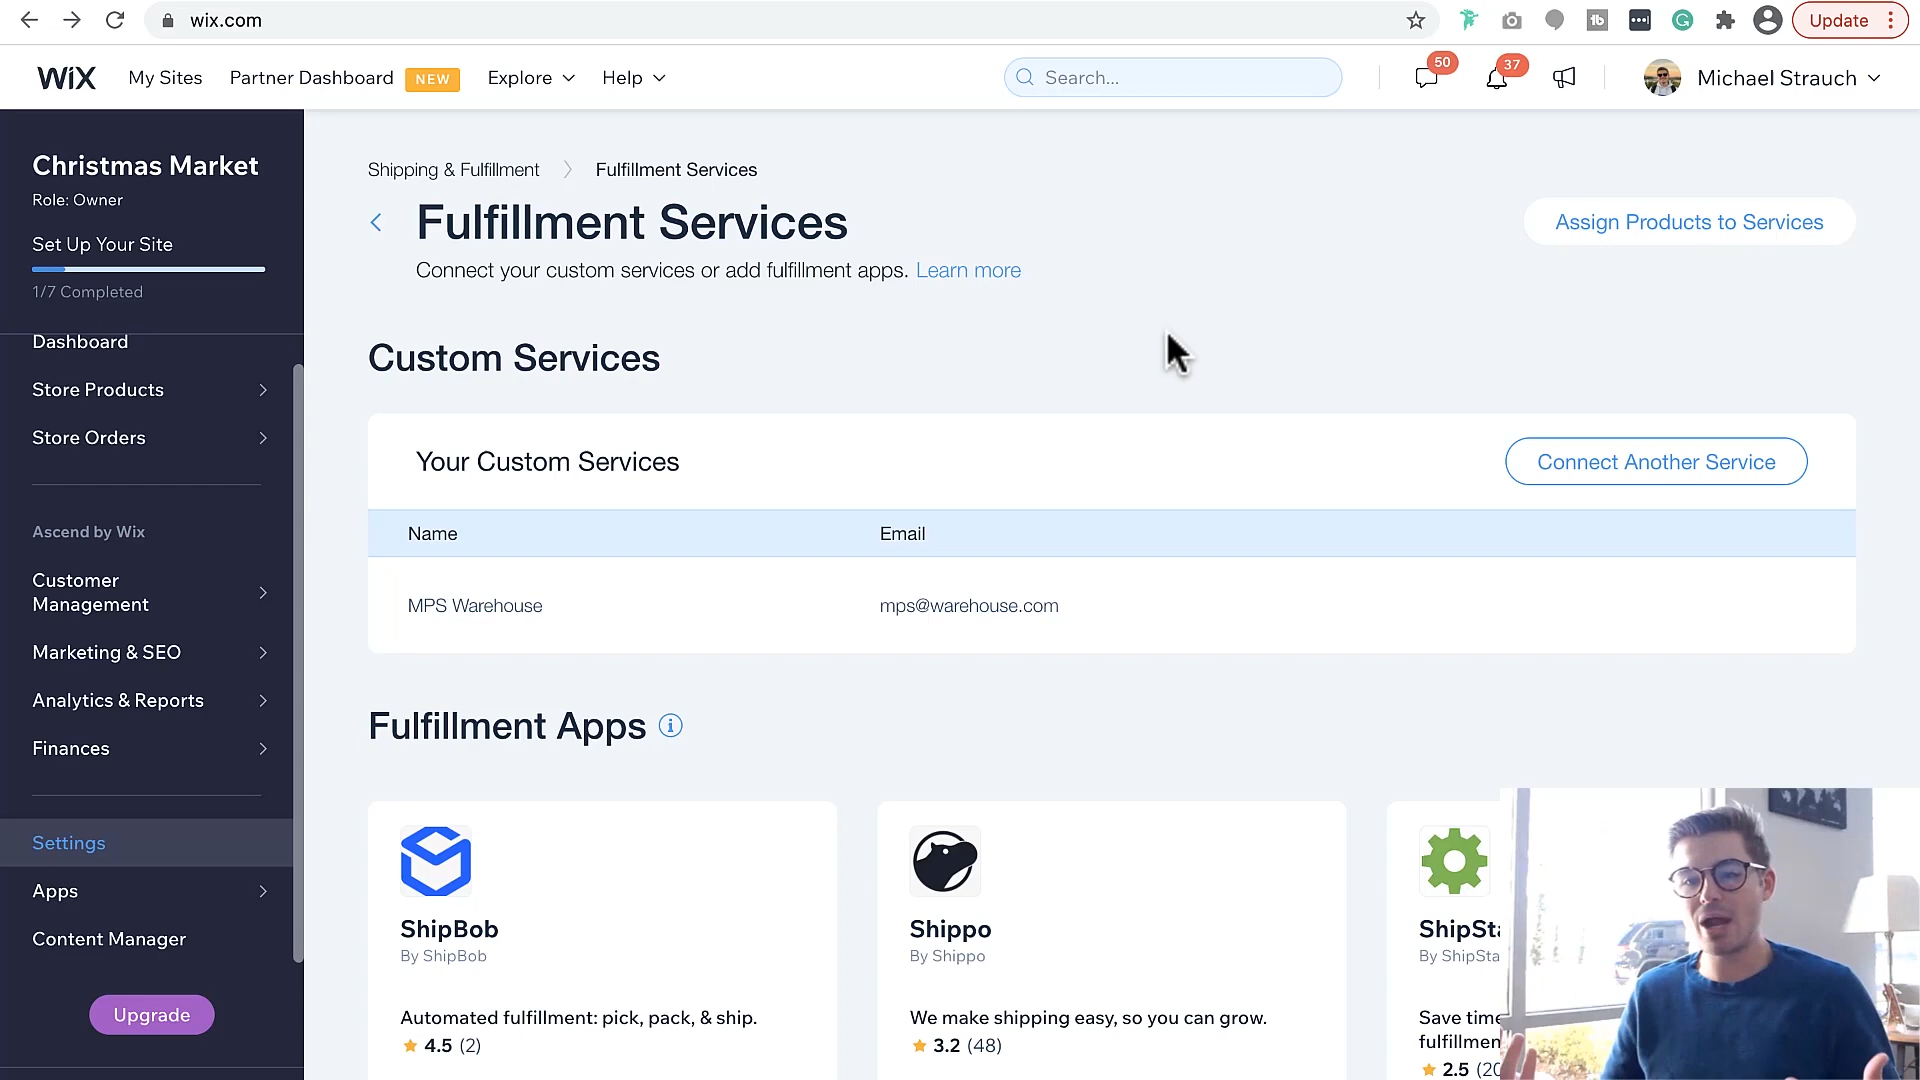 wix.com
Update
WiX
My Sites
Partner Dashboard
NEW
Explore
Help
Search...
50
37
Michael Strauch
Christmas Market
Role: Owner
Set Up Your Site
1/7 Completed
Dashboard
Store Products
Store Orders
Ascend by Wix
Customer
Management
Marketing & SEO
Analytics & Reports
Finances
Settings
Apps
Content Manager
Upgrade
Shipping & Fulfillment
Fulfillment Services
Fulfillment Services
Assign Products to Services
Connect your custom services or add fulfillment apps. Learn more
Custom Services
Your Custom Services
Connect Another Service
Name
Email
MPS Warehouse
mps@warehouse.com
Fulfillment Apps
ShipBob
By ShipBob
Automated fulfillment: pick, pack, & ship.
4.5 (2)
Shippo
By Shippo
We make shipping easy, so you can grow.
3.2 (48)
By
Save time
2.5